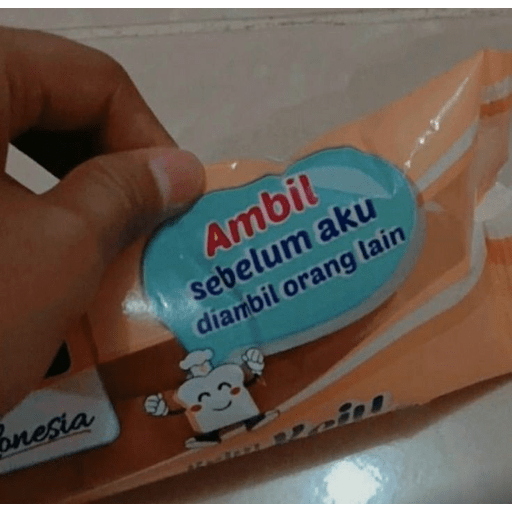 Ambil
sebelum aku
diambil orang lain
onesia